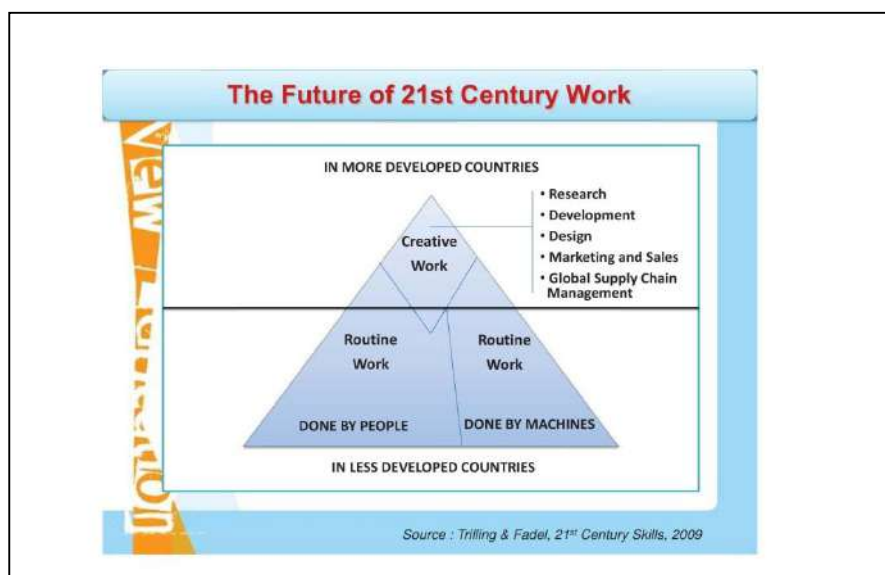 The Future of 21st Century Work
IN MORE DEVELOPED COUNTRIES
• Research
• Development
• Design
• Marketing and Sales
• Global Supply Chain
Management
Creative
Work
Routine
Work
Routine
Work
DONE BY PEOPLE
DONE BY MACHINES
IN LESS DEVELOPED COUNTRIES
Source : Trilling & Fadel, 21st Century Skills, 2009